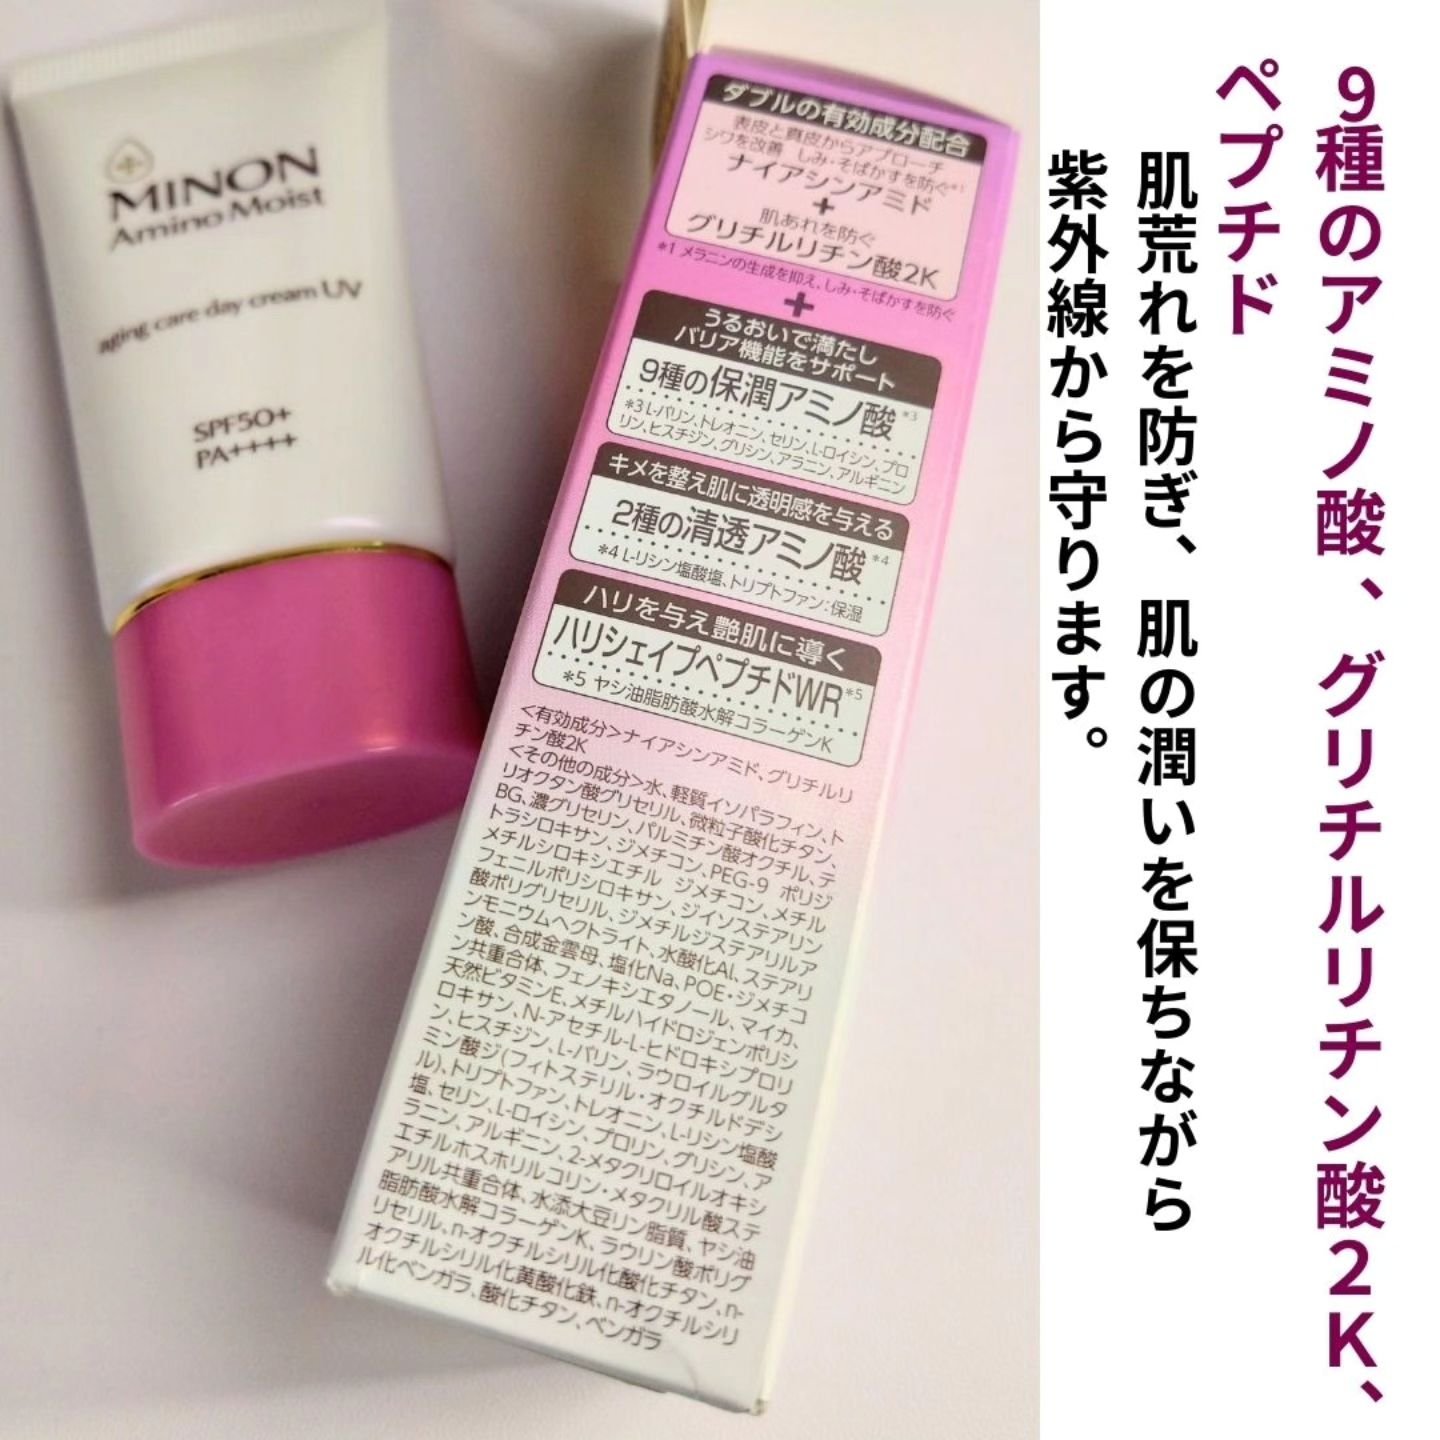 9種のアミノ酸、グリチルリチン酸2K、
ペプチド
肌荒れを防ぎ、肌の潤いを保ちながら
紫外線から守ります。
MINON
Amino Moist
aging care day cream UV
SPF50+
PA++++
ダブルの有効成分配合
表皮と真皮からアプローチ
シワを改善 しみ・そばかすを防ぐ*1
ナイアシンアミド
+
肌あれを防ぐ
グリチルリチン酸2K
*1 メラニンの生成を抑え、しみ・そばかすを防ぐ
+
うるおいで満たし
バリア機能をサポート
9種の保潤アミノ酸*3
*3 L-バリン、トレオニン、セリン、L-ロイシン、プロ
リン、ヒスチジン、グリシン、アラニン、アルギニン
キメを整え肌に透明感を与える
2種の清透アミノ酸*4
*4 L-リシン塩酸塩、トリプトファン:保湿
ハリを与え艶肌に導く
ハリシェイプペプチドWR*5
*5 ヤシ油脂肪酸水解コラーゲンK
<有効成分>ナイアシンアミド、グリチルリ
チン酸2K
<その他の成分>水、軽質イソパラフィン、ト
リオクタン酸グリセリル、微粒子酸化チタン、
BG、濃グリセリン、パルミチン酸オクチル、テ
トラシロキサン、ジメチコン、PEG-9 ポリジ
メチルシロキシエチル ジメチコン、メチル
フェニルポリシロキサン、ジイソステアリン
酸ポリグリセリル、ジメチルジステアリルア
ンモニウムヘクトライト、水酸化Al、ステアリ
ン酸、合成金雲母、塩化Na、POE・ジメチコ
ン共重合体、フェノキシエタノール、マイカ、
天然ビタミンE、メチルハイドロジェンポリシ
ロキサン、N-アセチル-L-ヒドロキシプロリ
ン、ヒスチジン、L-バリン、ラウロイルグルタ
ミン酸ジ(フィトステリル・オクチルドデシ
ル)、トリプトファン、トレオニン、L-リシン塩酸
塩、セリン、L-ロイシン、プロリン、グリシン、ア
ラニン、アルギニン、2-メタクリロイルオキシ
エチルホスホリルコリン・メタクリル酸ステ
アリル共重合体、水添大豆リン脂質、ヤシ油
脂肪酸水解コラーゲンK、ラウリン酸ポリグ
リセリル、n-オクチルシリル化酸化チタン、n-
オクチルシリル化黄酸化鉄、n-オクチルシリ
ル化ベンガラ、酸化チタン、ベンガラ